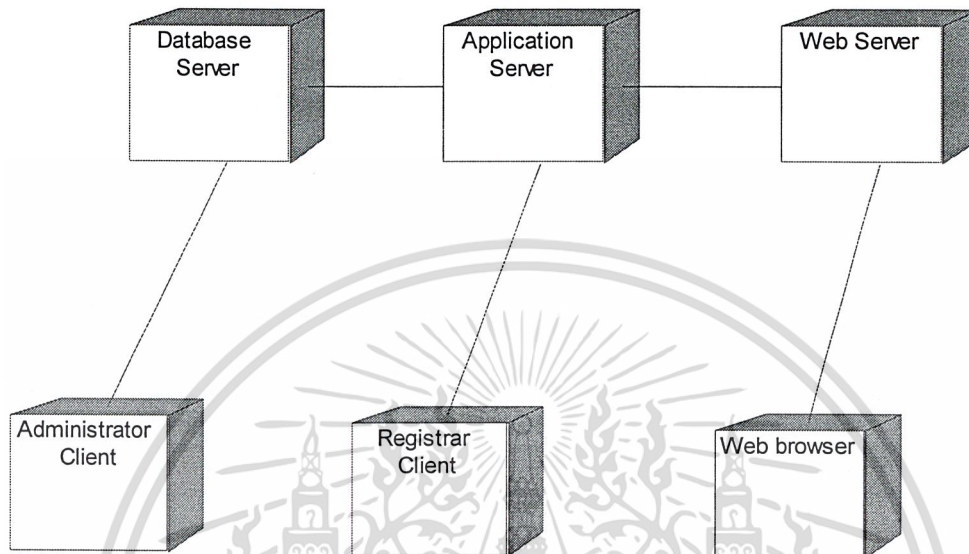 Database
Server
Application
Server
Web Server
Administrator
Client
Registrar
Client
Web browser